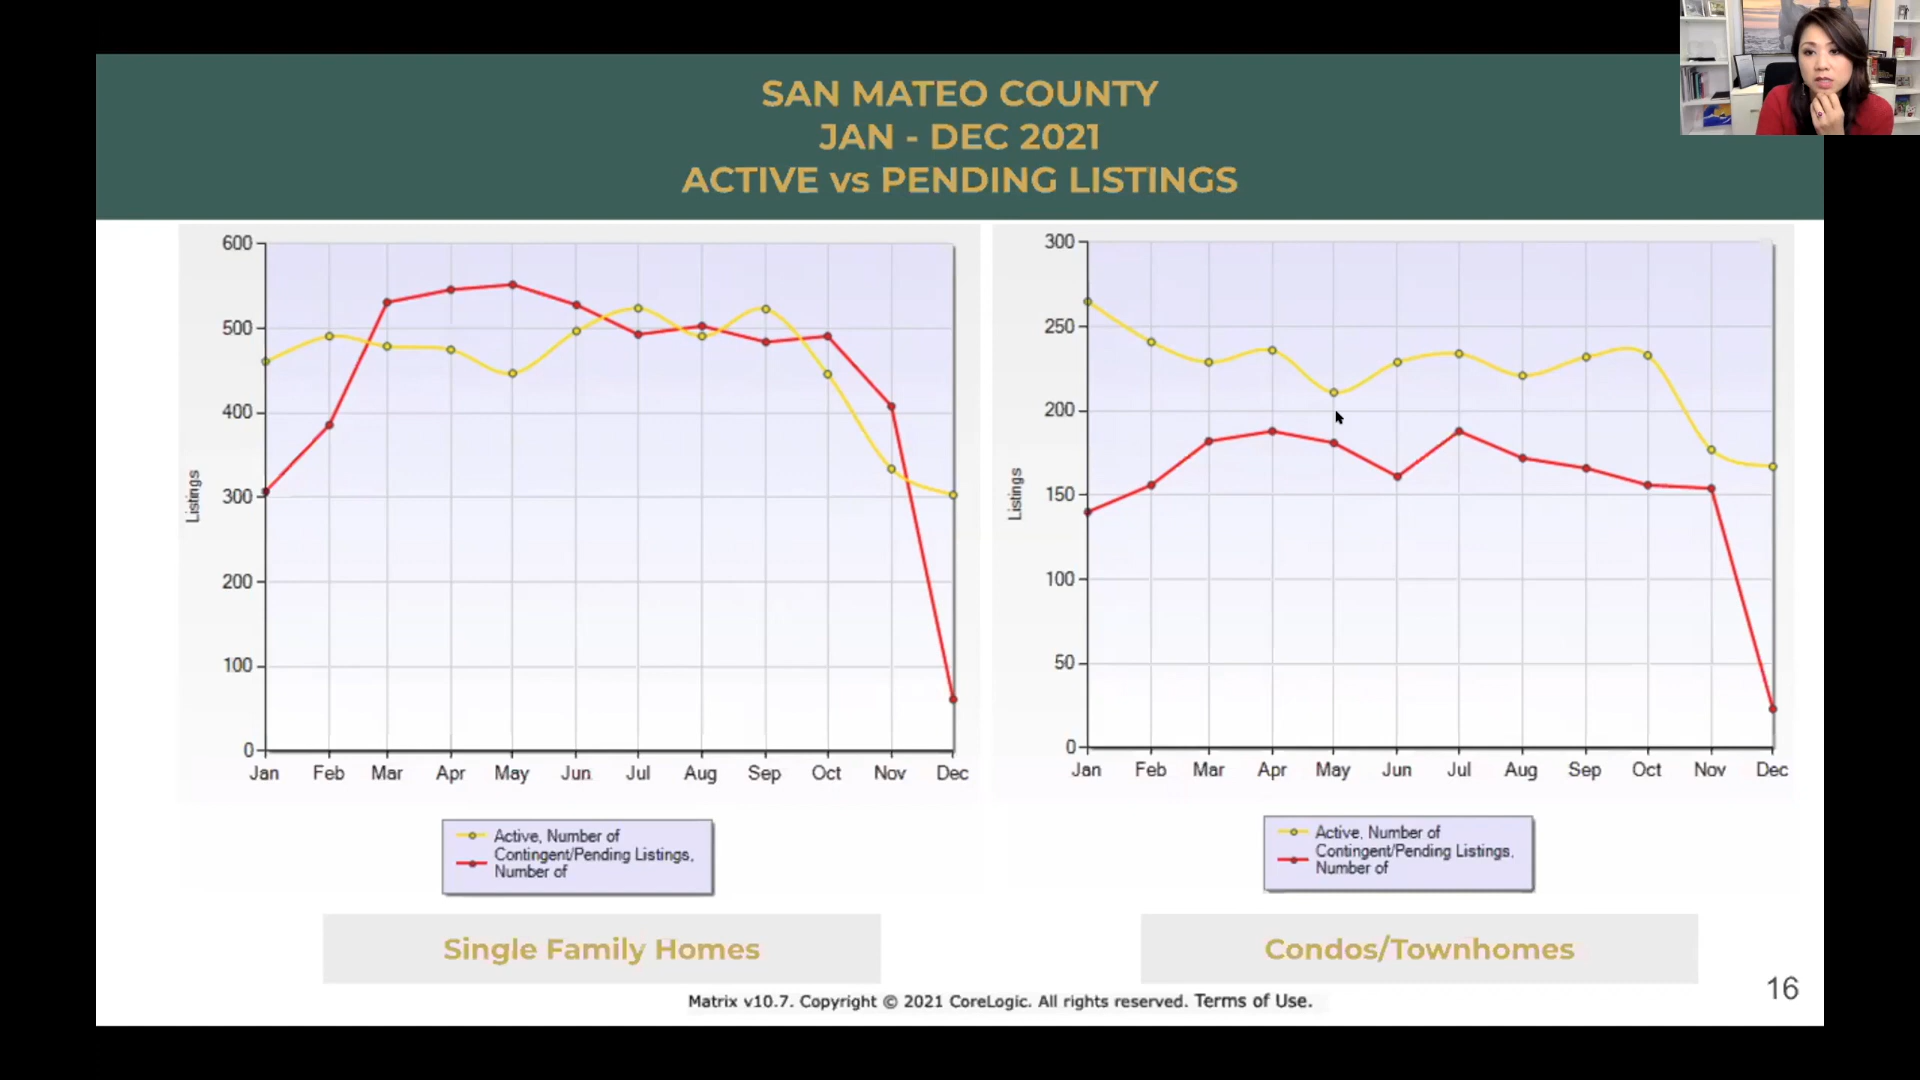 SAN MATEO COUNTY
JAN - DEC 2021
ACTIVE vs PENDING LISTINGS
600
500
400
300
200
100
0
Listings
Jan Feb Mar Apr May Jun Jul Aug Sep Oct Nov Dec
Active, Number of
Contingent/Pending Listings,
Number of
Single Family Homes
300
250
200
150
100
50
0
Listings
Jan Feb Mar Apr May Jun Jul Aug Sep Oct Nov Dec
Active, Number of
Contingent/Pending Listings,
Number of
Condos/Townhomes
Matrix v10.7. Copyright © 2021 CoreLogic. All rights reserved. Terms of Use.
16